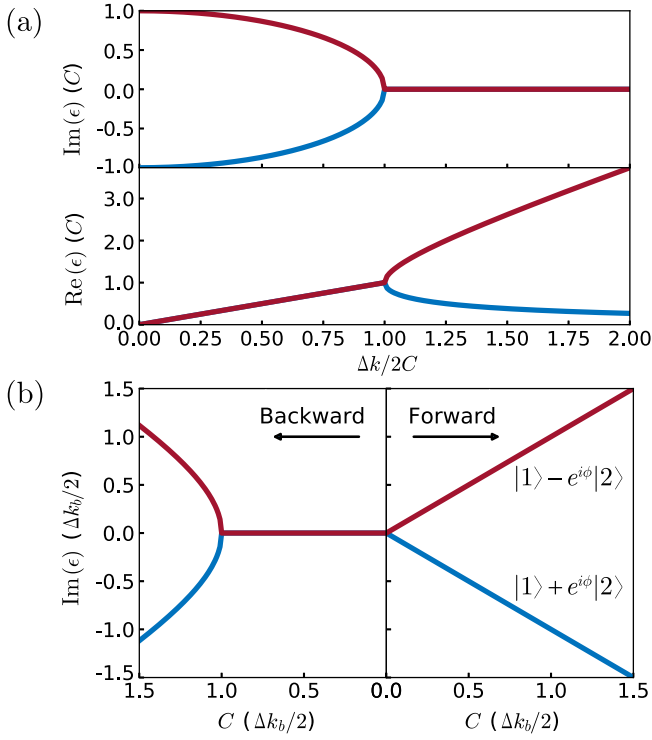 (a)
1.0
0.5
0.0
-0.5
-1.0
Im(ϵ) (C)
3.0
2.0
1.0
0.0
Re(ϵ) (C)
0.00 0.25 0.50 0.75 1.00 1.25 1.50 1.75 2.00
Δk/2C
(b)
1.5
1.0
0.5
0.0
-0.5
-1.0
-1.5
Im(ϵ) (Δk_b/2)
Backward Forward
|1⟩−e^{iϕ}|2⟩
|1⟩+e^{iϕ}|2⟩
1.5 1.0 0.5 0.0 0.5 1.0 1.5
C (Δk_b/2) C (Δk_b/2)